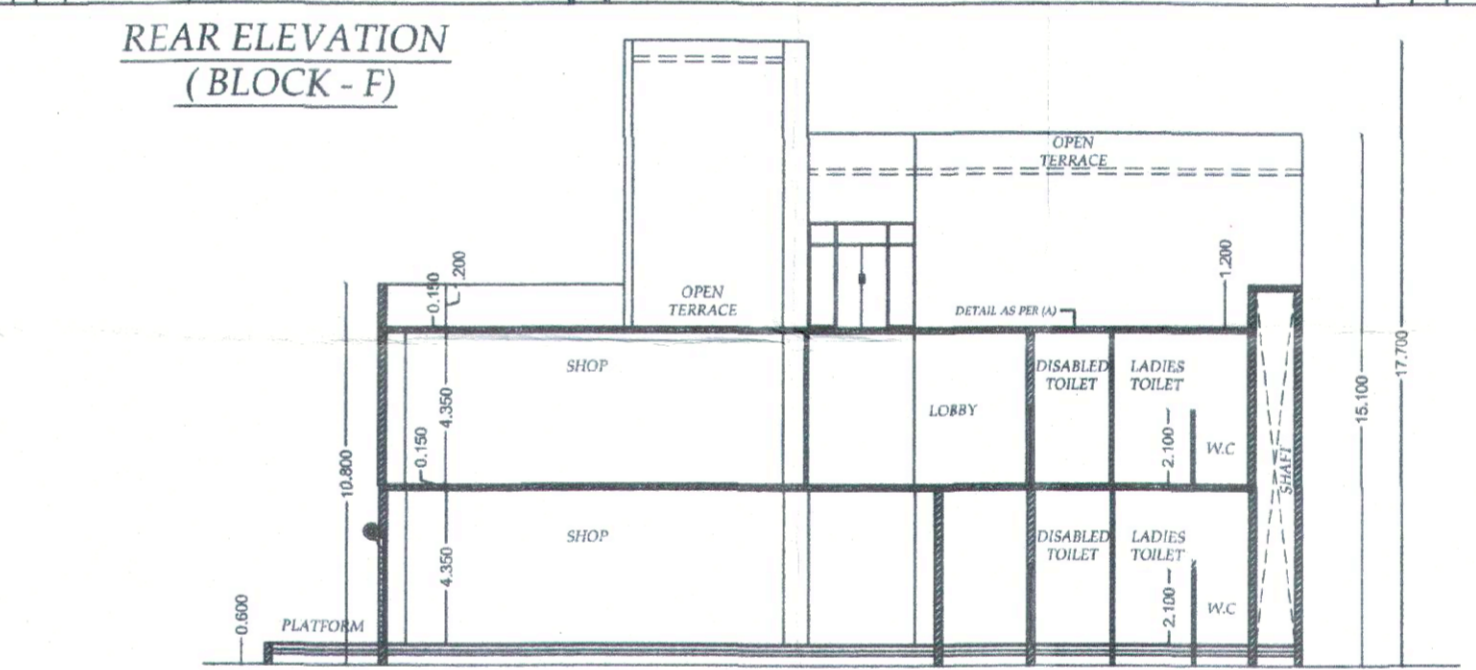 REAR ELEVATION
( BLOCK - F)
OPEN
TERRACE
17.700
15.100
0.150
.200
1.200
OPEN
TERRACE
DETAIL AS PER (A)
SHOP
DISABLED
TOILET
LADIES
TOILET
4.350
LOBBY
0.150
2.100
W.C
10.800
SHAFT
SHOP
DISABLED
TOILET
LADIES
TOILET
4.350
2.100
W.C
0.600
PLATFORM